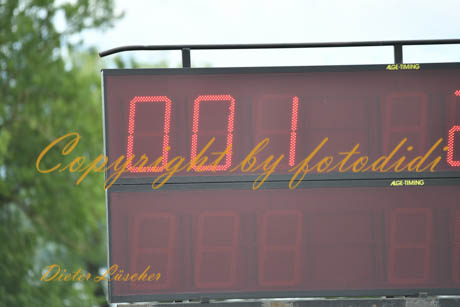 ALGE-TIMING
001
Copyright by fotodidi
ALGE-TIMING
Dieter Lüscher